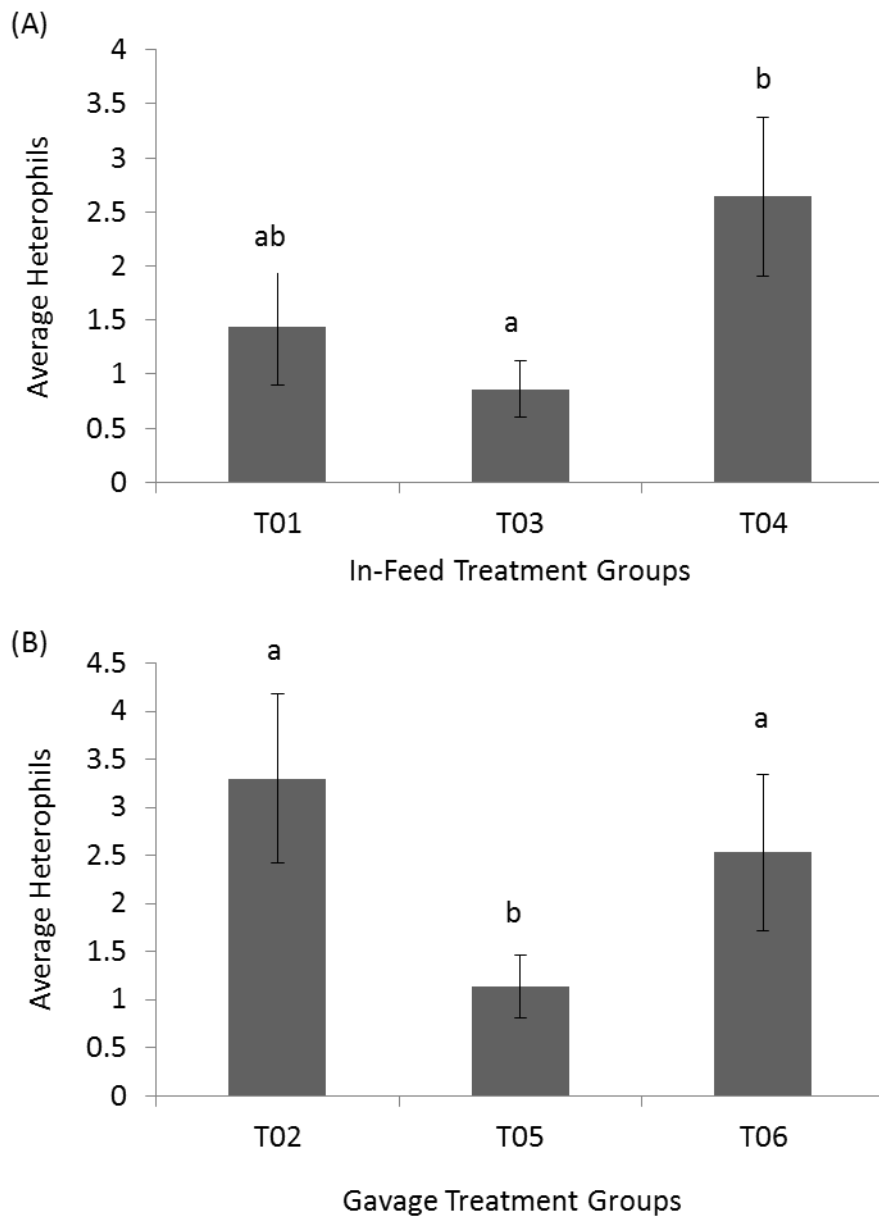 (A)
Average Heterophils
4
3.5
3
2.5
2
1.5
1
0.5
0
ab
a
b
T01 T03 T04
In-Feed Treatment Groups
(B)
Average Heterophils
4.5
4
3.5
3
2.5
2
1.5
1
0.5
0
a
b
a
T02 T05 T06
Gavage Treatment Groups